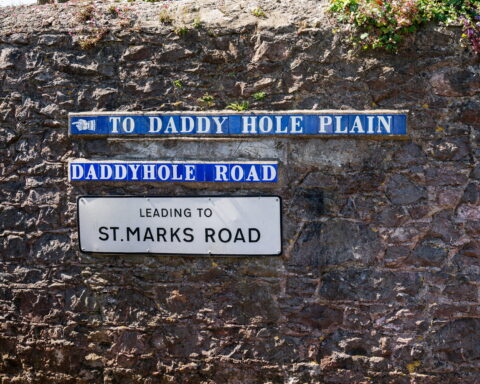 TO DADDY HOLE PLAIN
DADDYHOLE ROAD
LEADING TO
ST. MARKS ROAD